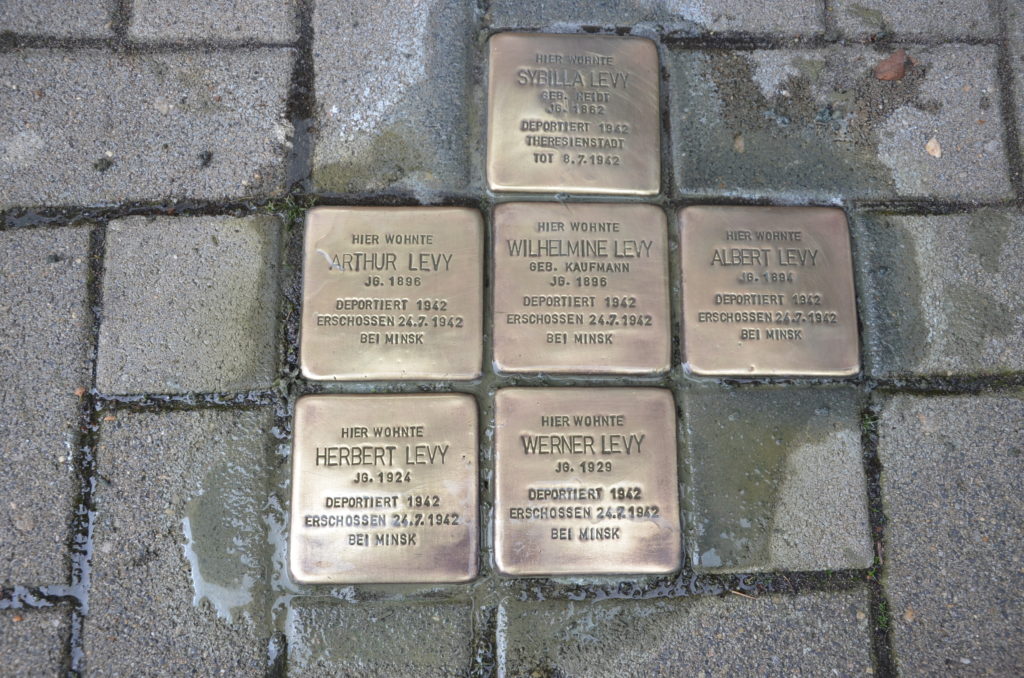 HIER WOHNTE
SYBILLA LEVY
GEB. HEIDT
JG. 1862
DEPORTIERT 1942
THERESIENSTADT
TOT 8.7.1942
HIER WOHNTE
ARTHUR LEVY
JG. 1896
DEPORTIERT 1942
ERSCHOSSEN 24.7.1942
BEI MINSK
HIER WOHNTE
WILHELMINE LEVY
GEB. KAUFMANN
JG. 1896
DEPORTIERT 1942
ERSCHOSSEN 24.7.1942
BEI MINSK
HIER WOHNTE
ALBERT LEVY
JG. 1894
DEPORTIERT 1942
ERSCHOSSEN 24.7.1942
BEI MINSK
HIER WOHNTE
HERBERT LEVY
JG. 1924
DEPORTIERT 1942
ERSCHOSSEN 24.7.1942
BEI MINSK
HIER WOHNTE
WERNER LEVY
JG. 1929
DEPORTIERT 1942
ERSCHOSSEN 24.7.1942
BEI MINSK